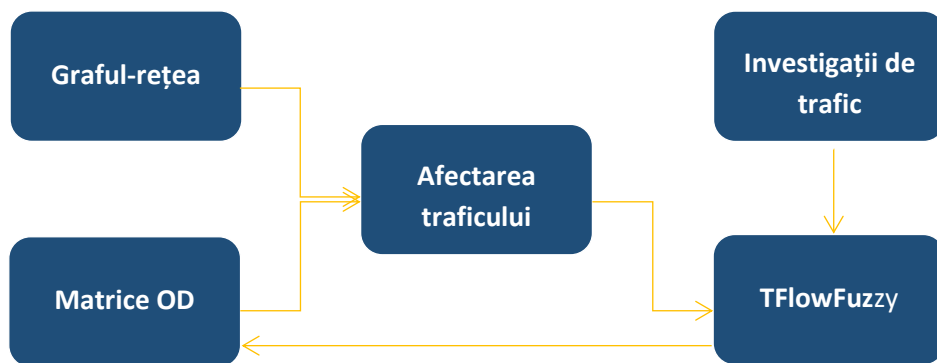 Graful-rețea
Investigații de
trafic
Afectarea
traficului
Matrice OD
TFlowFuzzy